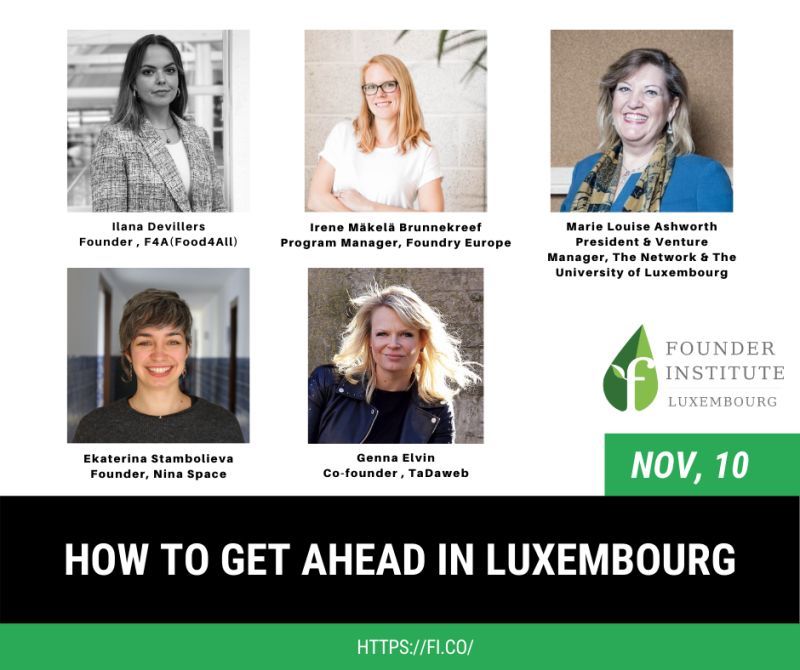 Ilana Devillers
Founder , F4A(Food4All)
Irene Mäkelä Brunnekreef
Program Manager, Foundry Europe
Marie Louise Ashworth
President & Venture
Manager, The Network & The
University of Luxembourg
Ekaterina Stambolieva
Founder, Nina Space
Genna Elvin
Co-founder , TaDaweb
f
FOUNDER
INSTITUTE
LUXEMBOURG
NOV, 10
HOW TO GET AHEAD IN LUXEMBOURG
HTTPS://FI.CO/